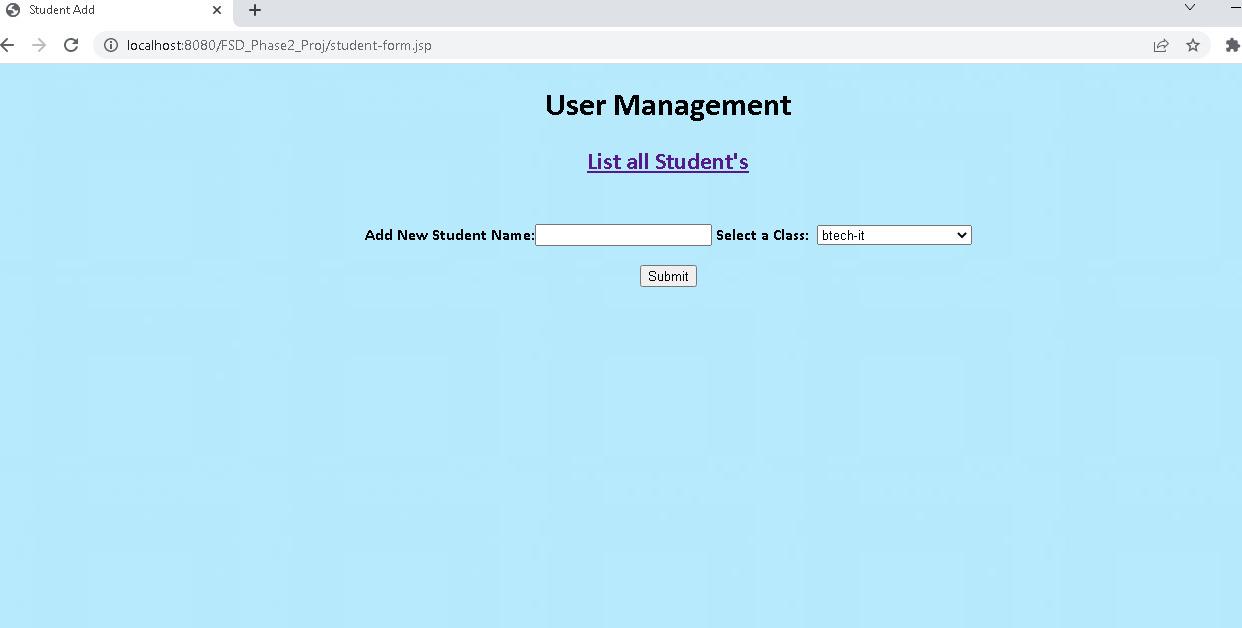 Student Add
localhost:8080/FSD_Phase2_Proj/student-form.jsp
User Management
List all Student's
Add New Student Name: Select a Class: btech-it
Submit